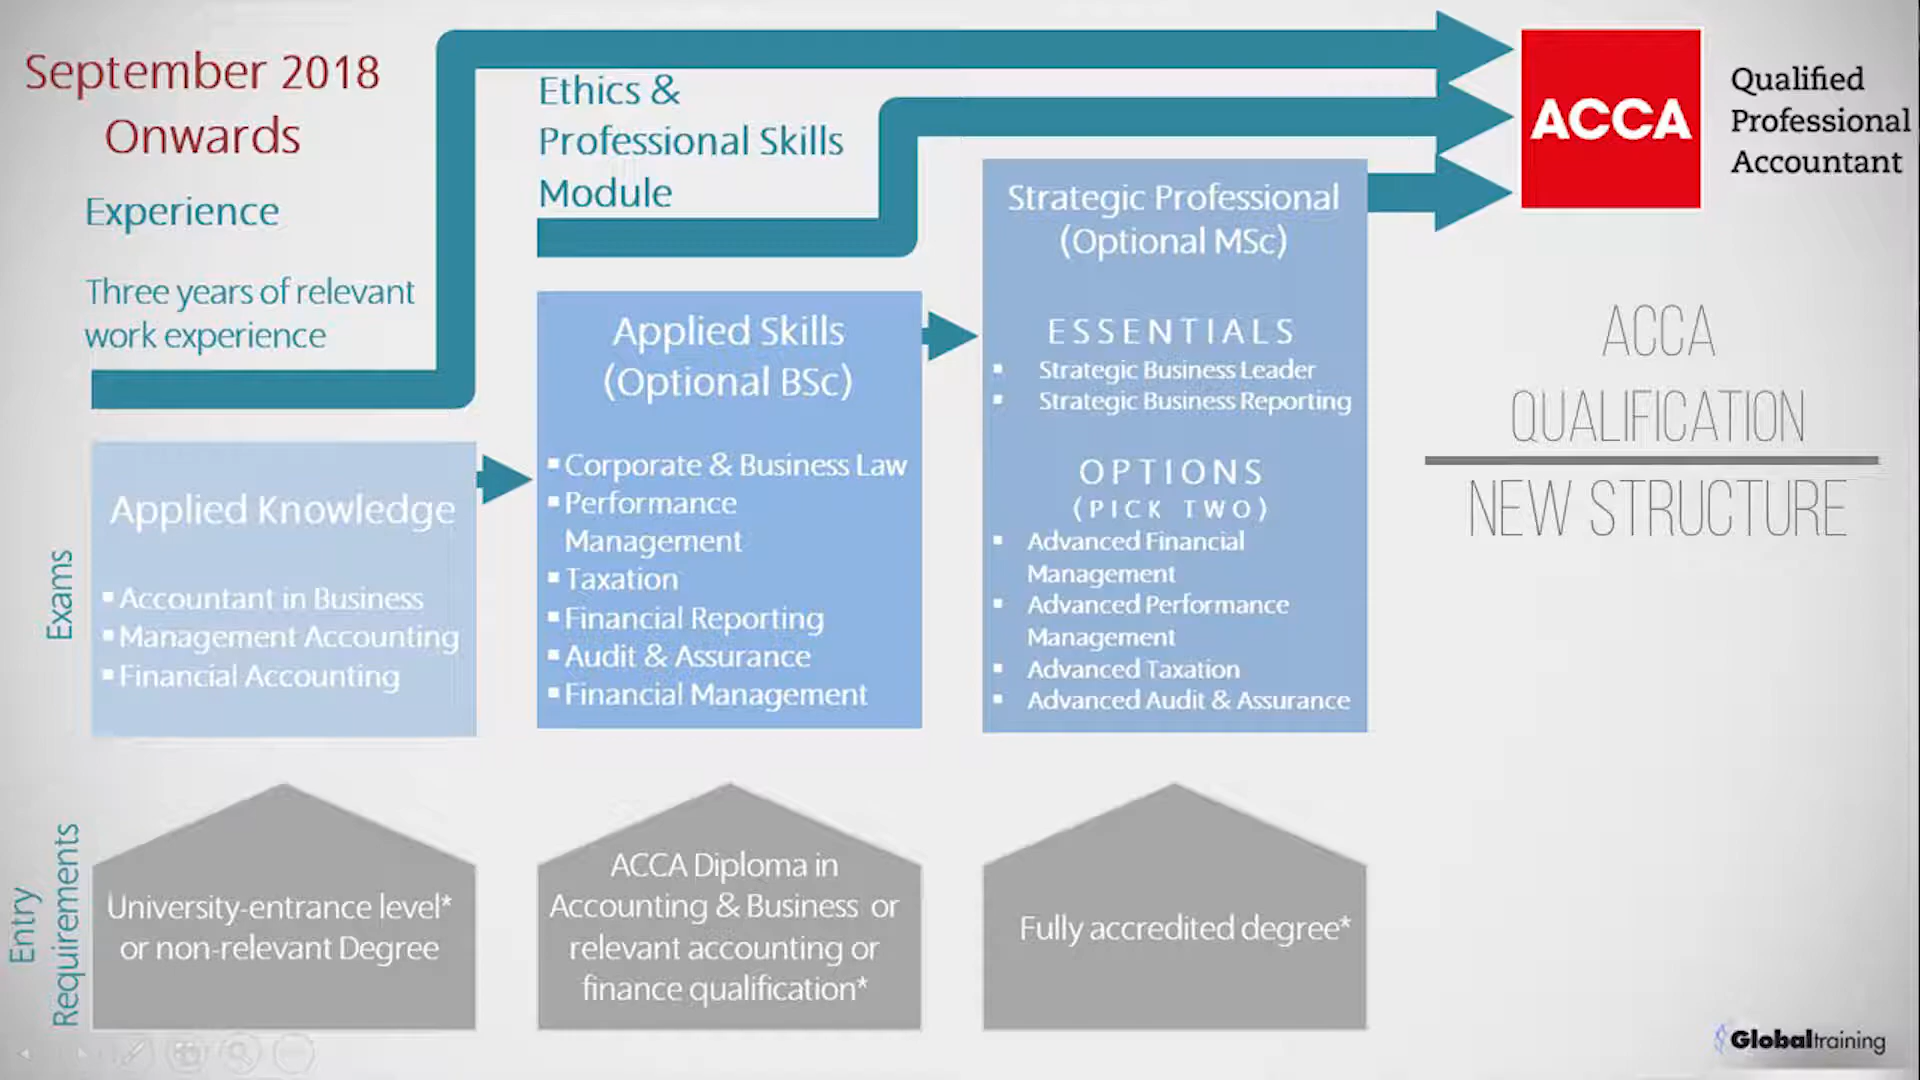 September 2018
Onwards
Experience
Three years of relevant
work experience
Ethics &
Professional Skills
Module
ACCA
Qualified
Professional
Accountant
Exams
Applied Knowledge
▪ Accountant in Business
▪ Management Accounting
▪ Financial Accounting
Applied Skills
(Optional BSc)
▪ Corporate & Business Law
▪ Performance
Management
▪ Taxation
▪ Financial Reporting
▪ Audit & Assurance
▪ Financial Management
Strategic Professional
(Optional MSc)
ESSENTIALS
▪ Strategic Business Leader
▪ Strategic Business Reporting
OPTIONS
(PICK TWO)
▪ Advanced Financial
Management
▪ Advanced Performance
Management
▪ Advanced Taxation
▪ Advanced Audit & Assurance
ACCA
QUALIFICATION
NEW STRUCTURE
Entry
Requirements
University-entrance level*
or non-relevant Degree
ACCA Diploma in
Accounting & Business or
relevant accounting or
finance qualification*
Fully accredited degree*
Globaltraining